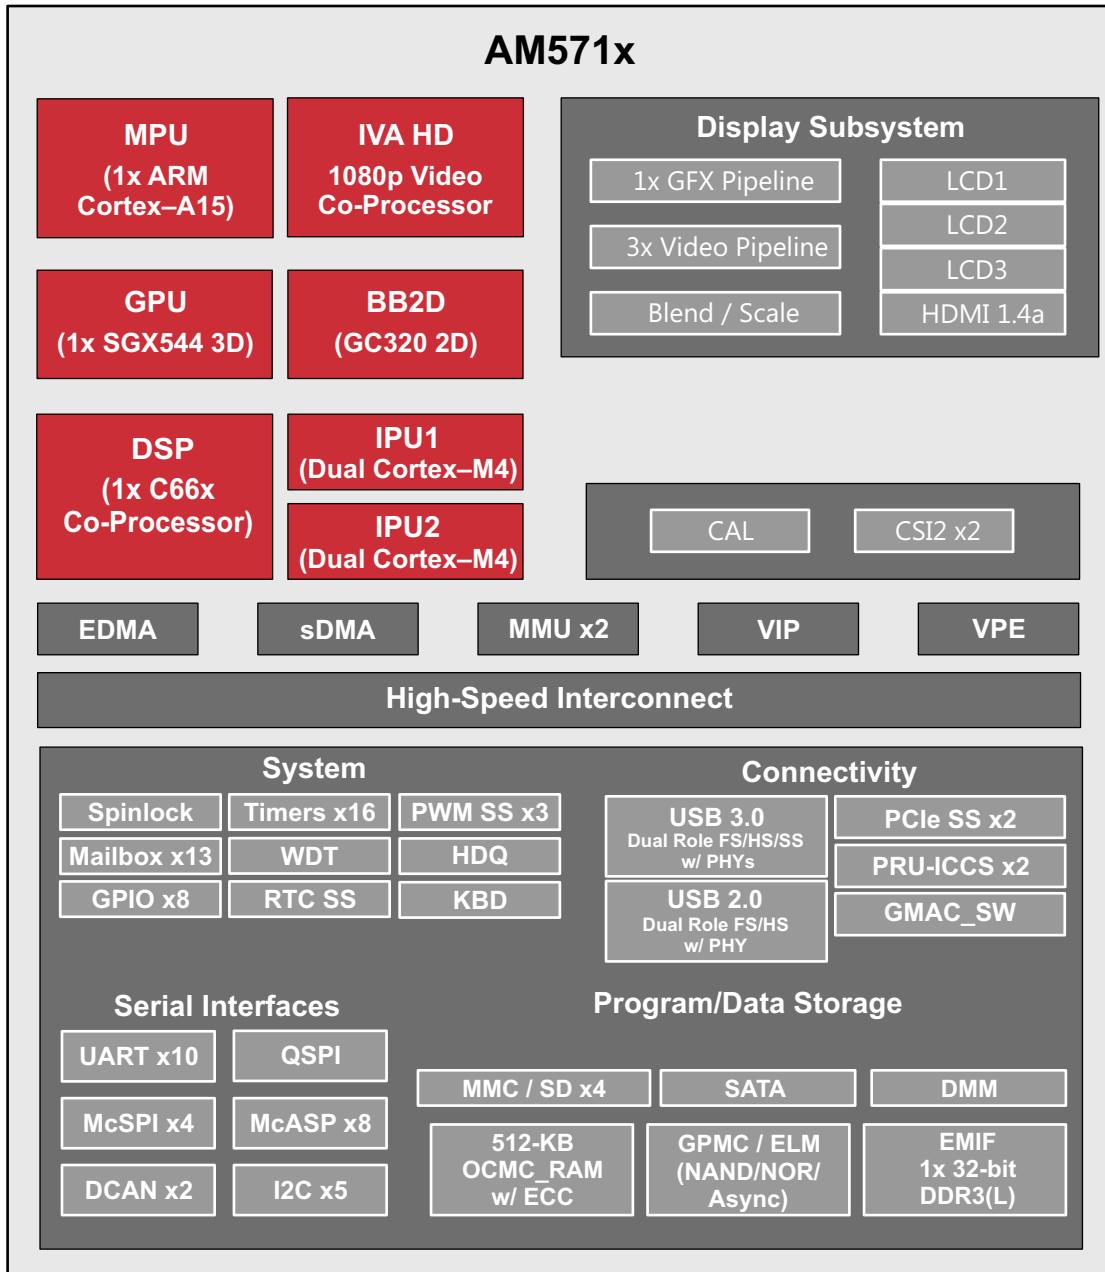 AM571x
MPU
(1x ARM
Cortex–A15)
IVA HD
1080p Video
Co-Processor
Display Subsystem
1x GFX Pipeline
3x Video Pipeline
Blend / Scale
LCD1
LCD2
LCD3
HDMI 1.4a
GPU
(1x SGX544 3D)
BB2D
(GC320 2D)
DSP
(1x C66x
Co-Processor)
IPU1
(Dual Cortex–M4)
IPU2
(Dual Cortex–M4)
CAL
CSI2 x2
EDMA
sDMA
MMU x2
VIP
VPE
High-Speed Interconnect
System
Spinlock
Timers x16
PWM SS x3
Mailbox x13
WDT
HDQ
GPIO x8
RTC SS
KBD
Connectivity
USB 3.0
Dual Role FS/HS/SS
w/ PHYs
USB 2.0
Dual Role FS/HS
w/ PHY
PCIe SS x2
PRU-ICCS x2
GMAC_SW
Serial Interfaces
UART x10
QSPI
McSPI x4
McASP x8
DCAN x2
I2C x5
Program/Data Storage
MMC / SD x4
SATA
DMM
512-KB
OCMC_RAM
w/ ECC
GPMC / ELM
(NAND/NOR/
Async)
EMIF
1x 32-bit
DDR3(L)